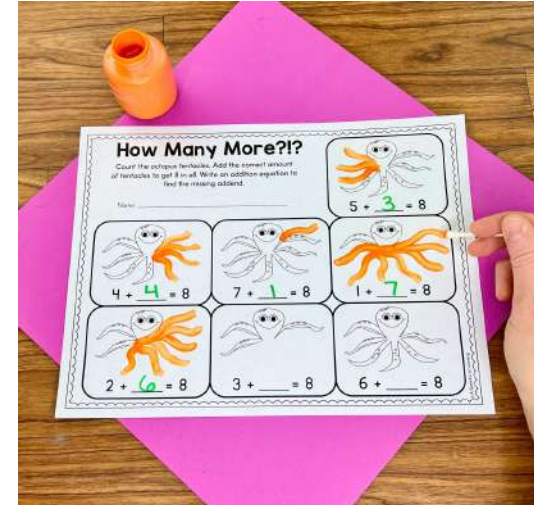 How Many More?!?
Count the octopus tentacles. Add the correct amount
of tentacles to get 8 in all. Write an addition equation to
find the missing addend.
Name:
5 + 3 = 8
4 + 4 = 8
7 + 1 = 8
1 + 7 = 8
2 + 6 = 8
3 + ___ = 8
6 + ___ = 8